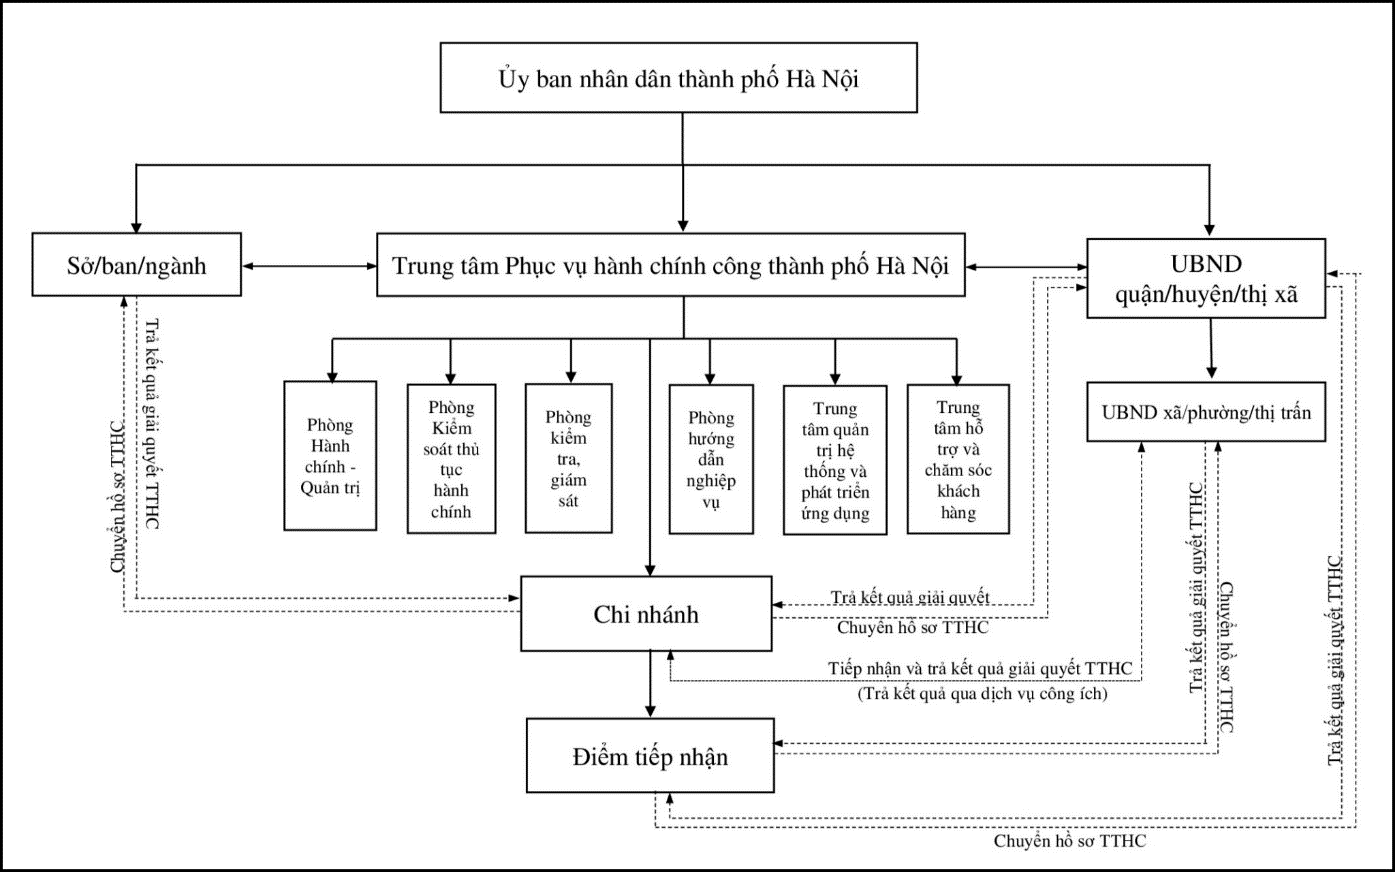 Ủy ban nhân dân thành phố Hà Nội
Sở/ban/ngành
Trung tâm Phục vụ hành chính công thành phố Hà Nội
UBND
quận/huyện/thị xã
Phòng
Hành
chính -
Quản trị
Phòng
Kiểm
soát thủ
tục
hành
chính
Phòng
kiểm
tra,
giám
sát
Phòng
hướng
dẫn
nghiệp
vụ
Trung
tâm quản
trị hệ
thống và
phát triển
ứng dụng
Trung
tâm hỗ
trợ và
chăm sóc
khách
hàng
UBND xã/phường/thị trấn
Chuyển hồ sơ TTHC
Trả kết quả giải quyết TTHC
Chi nhánh
Trả kết quả giải quyết
Chuyển hồ sơ TTHC
Tiếp nhận và trả kết quả giải quyết TTHC
(Trả kết quả qua dịch vụ công ích)
Trả kết quả giải quyết TTHC
Chuyển hồ sơ TTHC
Trả kết quả giải quyết TTHC
Điểm tiếp nhận
Chuyển hồ sơ TTHC